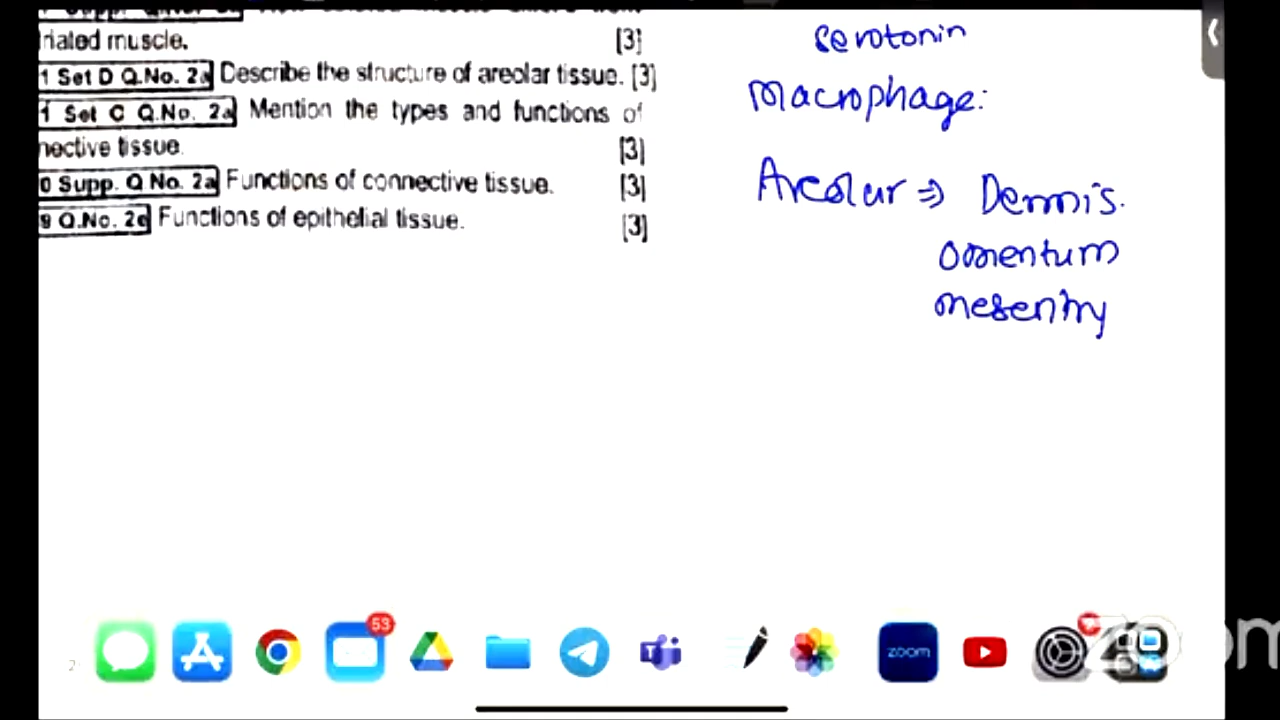 riated muscle. [3]
1 Set D Q.No. 2a Describe the structure of areolar tissue. [3]
1 Set C Q.No. 2a Mention the types and functions of
nective tissue. [3]
0 Supp. Q No. 2a Functions of connective tissue. [3]
9 Q.No. 2c Functions of epithelial tissue. [3]
serotonin
Macrophage:
Areolar ⇒ Dermis.
omentum
mesentry
53
zoom
zoom
2